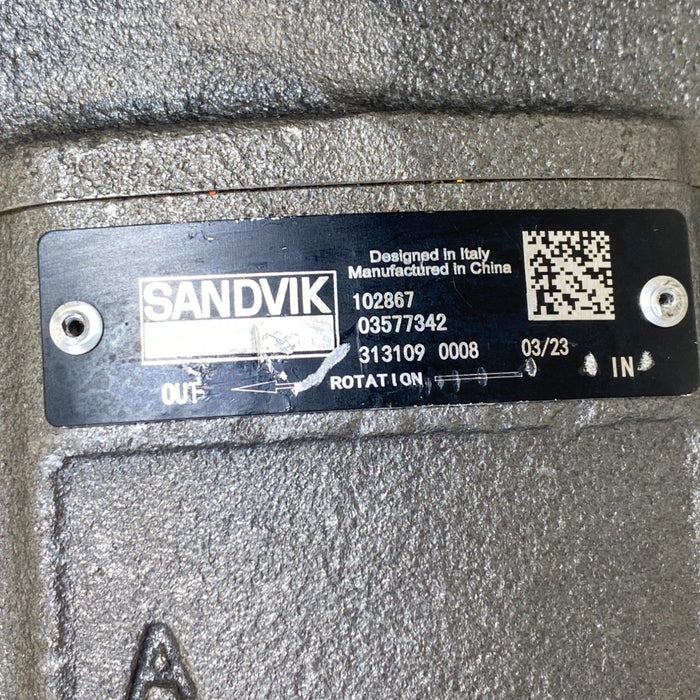 Designed in Italy
Manufactured in China
SANDVIK
102867
03577342
313109 0008 03/23
OUT ROTATION IN
A